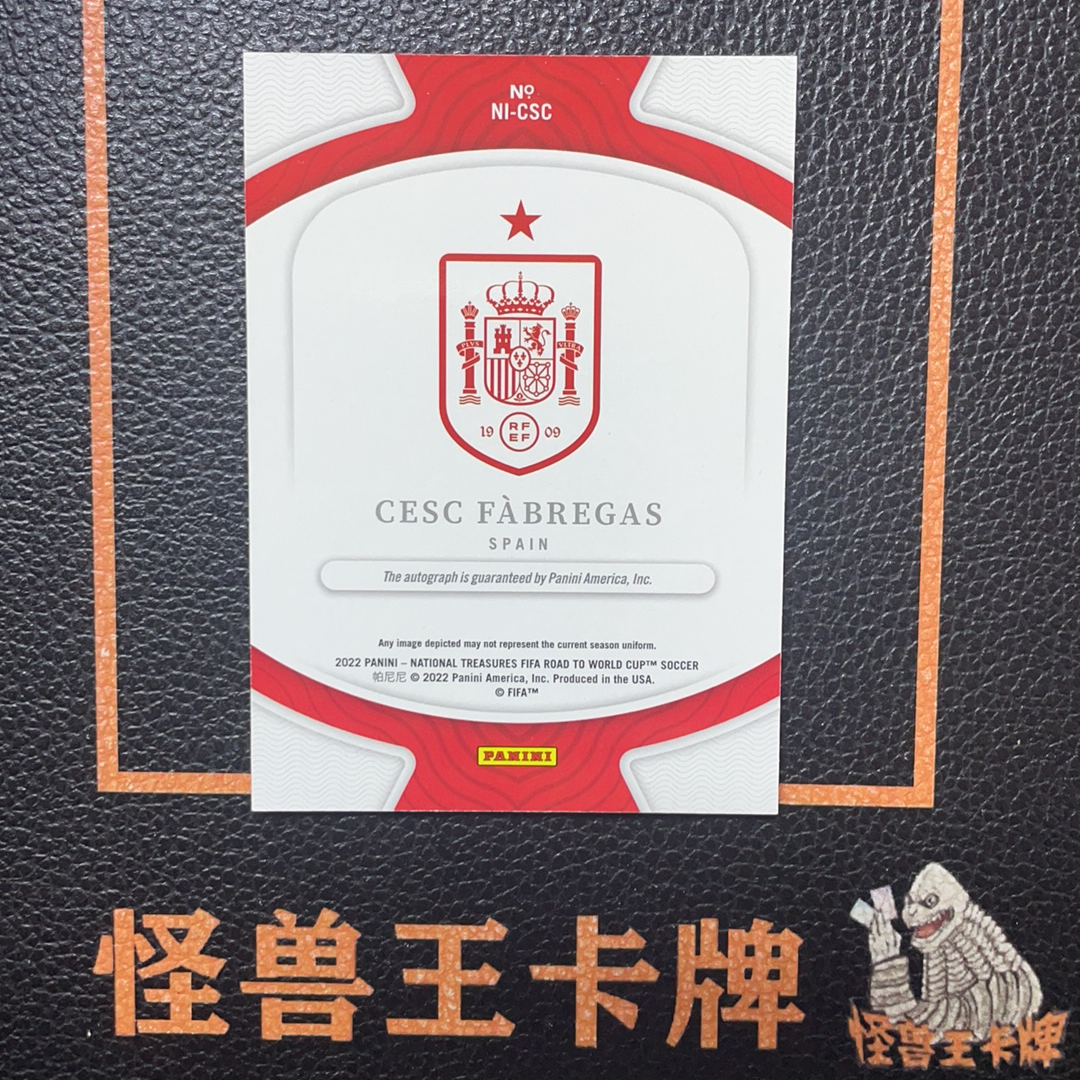 Nº
NI-CSC
PLVS VLTRA
19 RF EF 09
CESC FÀBREGAS
SPAIN
The autograph is guaranteed by Panini America, Inc.
Any image depicted may not represent the current season uniform.
2022 PANINI – NATIONAL TREASURES FIFA ROAD TO WORLD CUP™ SOCCER
帕尼尼 © 2022 Panini America, Inc. Produced in the USA.
© FIFA™
PANINI
怪兽王卡牌
怪兽王卡牌